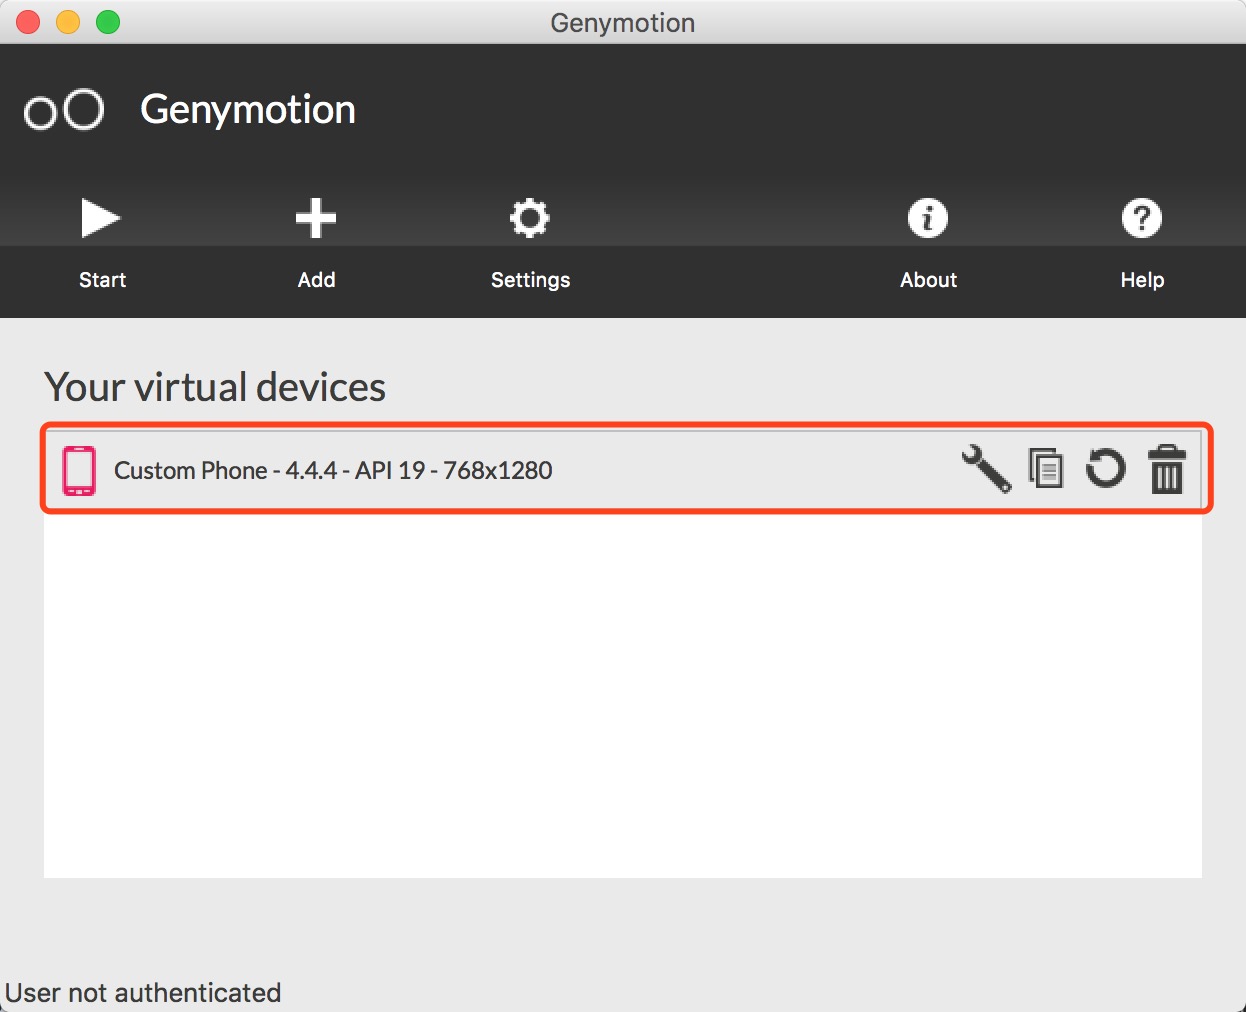 Genymotion
Genymotion
Start
Add
Settings
About
Help
Your virtual devices
Custom Phone - 4.4.4 - API 19 - 768x1280
User not authenticated